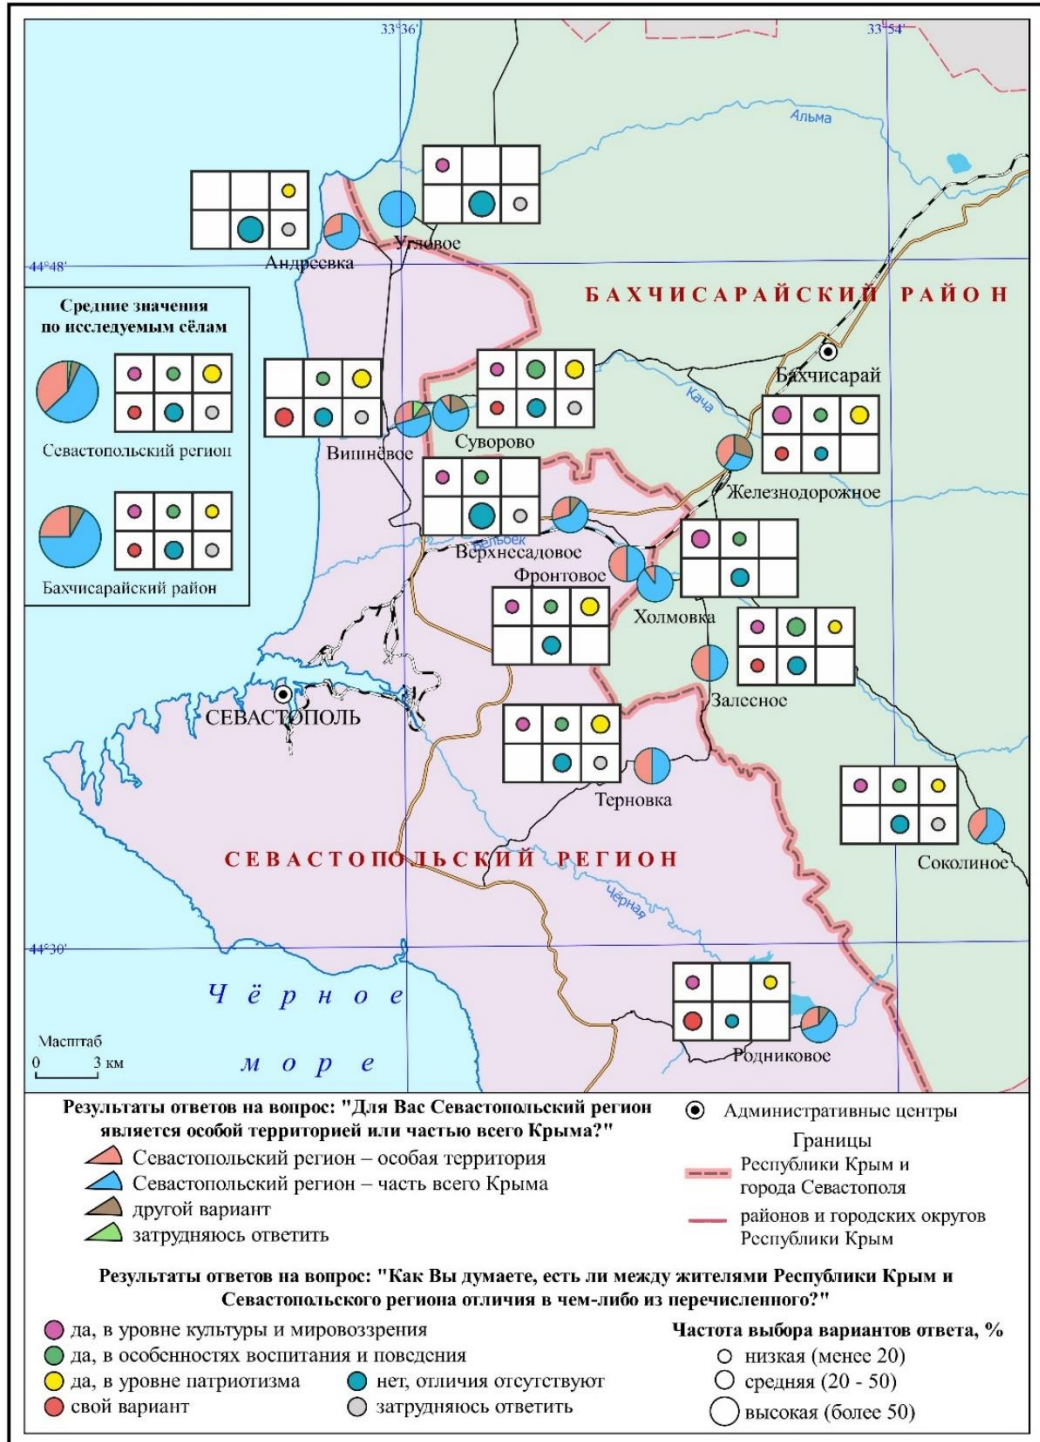 33°36'
33°54'
Альма
Угловое
Андреевка
44°48'
БАХЧИСАРАЙСКИЙ РАЙОН
Средние значения
по исследуемым сёлам
Севастопольский регион
Бахчисарайский район
Бахчисарай
Кача
Суворово
Вишнёвое
Железнодорожное
Верхнесадовое
Бельбек
Фронтовое
Холмовка
Залесное
СЕВАСТОПОЛЬ
Терновка
Соколиное
СЕВАСТОПОЛЬСКИЙ РЕГИОН
Чёрная
44°30'
Чёрное
море
Родниковое
Масштаб
0 3 км
Результаты ответов на вопрос: "Для Вас Севастопольский регион
является особой территорией или частью всего Крыма?"
Севастопольский регион – особая территория
Севастопольский регион – часть всего Крыма
другой вариант
затрудняюсь ответить
Административные центры
Границы
Республики Крым и
города Севастополя
районов и городских округов
Республики Крым
Результаты ответов на вопрос: "Как Вы думаете, есть ли между жителями Республики Крым и
Севастопольского региона отличия в чем-либо из перечисленного?"
да, в уровне культуры и мировоззрения
да, в особенностях воспитания и поведения
да, в уровне патриотизма
нет, отличия отсутствуют
свой вариант
затрудняюсь ответить
Частота выбора вариантов ответа, %
низкая (менее 20)
средняя (20 - 50)
высокая (более 50)